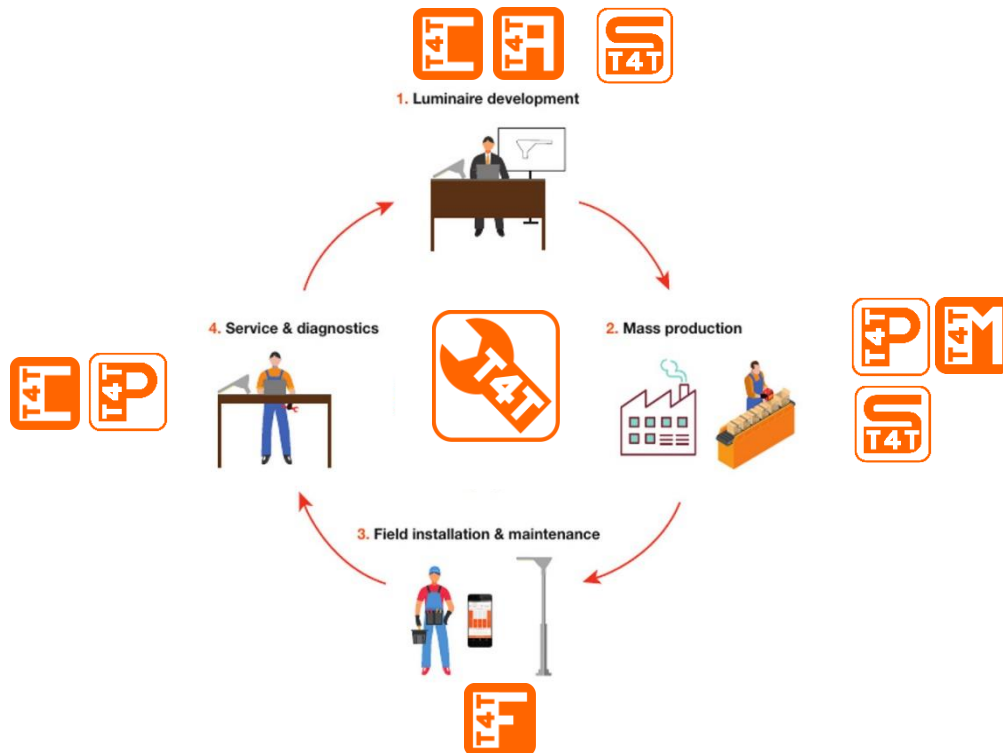 T4T T4T S T4T
1. Luminaire development
4. Service & diagnostics
T4T
2. Mass production
T4T P T4T M
T4T T4T P
S T4T
3. Field installation & maintenance
T4T F